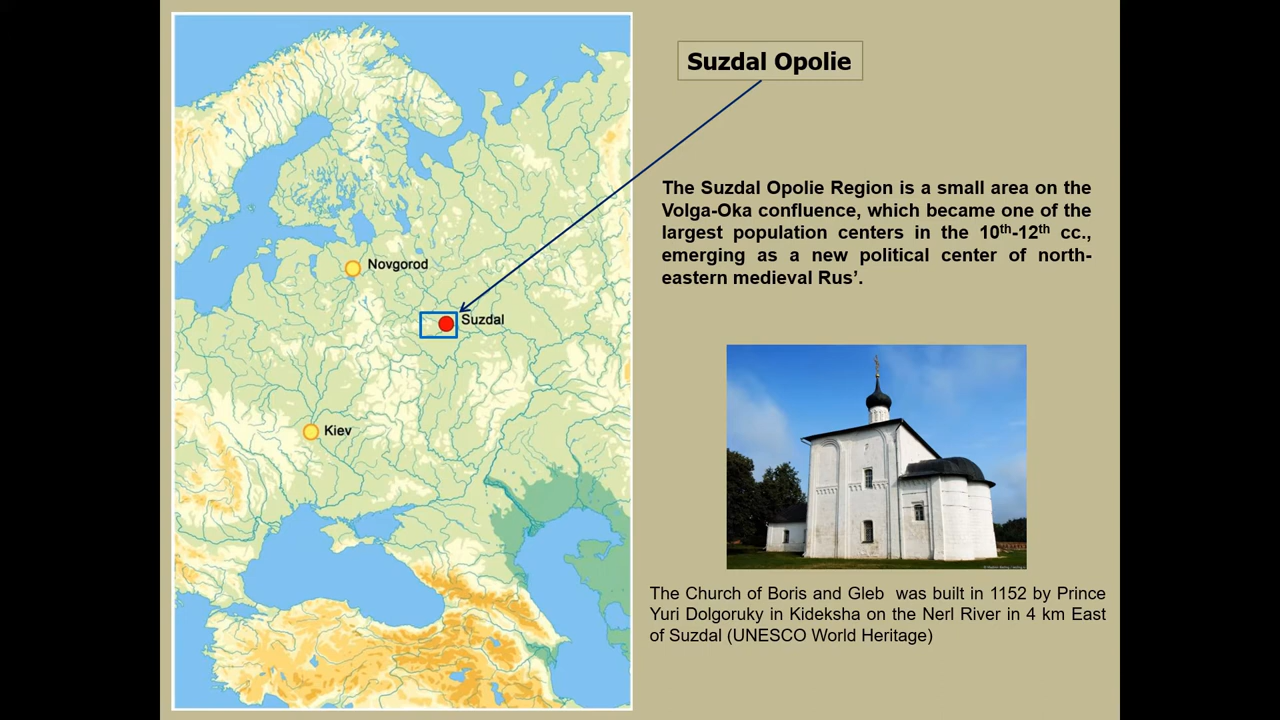 Suzdal Opolie
Novgorod
Suzdal
Kiev
The Suzdal Opolie Region is a small area on the
Volga-Oka confluence, which became one of the
largest population centers in the 10th-12th cc.,
emerging as a new political center of north-
eastern medieval Rus’.
The Church of Boris and Gleb was built in 1152 by Prince
Yuri Dolgoruky in Kideksha on the Nerl River in 4 km East
of Suzdal (UNESCO World Heritage)